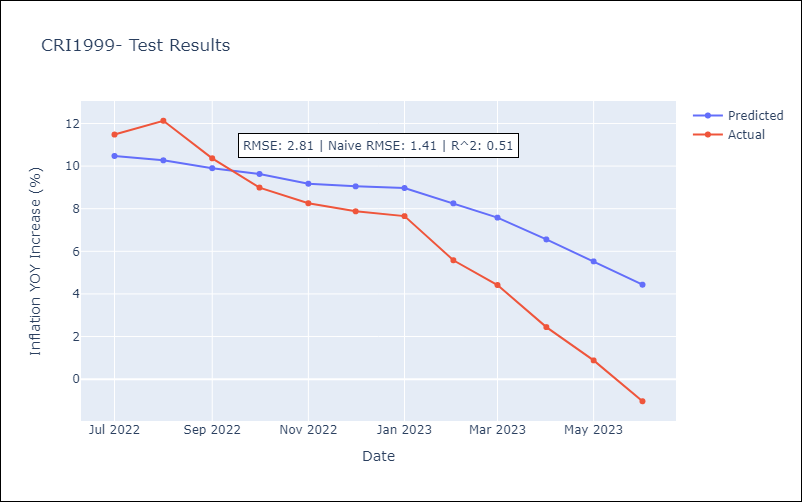 CRI1999- Test Results
Predicted
Actual
RMSE: 2.81 | Naive RMSE: 1.41 | R^2: 0.51
Inflation YOY Increase (%)
12
10
8
6
4
2
0
Jul 2022
Sep 2022
Nov 2022
Jan 2023
Mar 2023
May 2023
Date